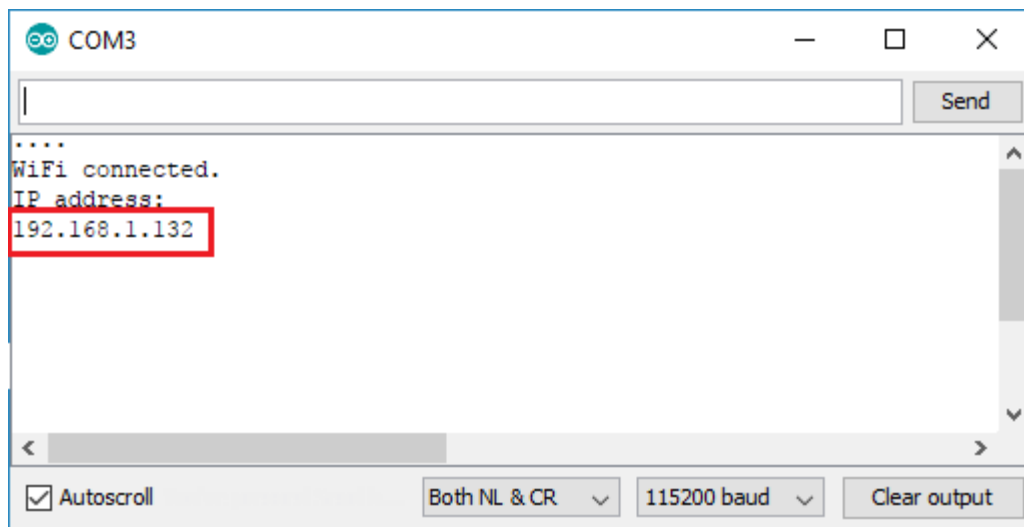 COM3
Send
....
WiFi connected.
IP address:
192.168.1.132
Autoscroll
Both NL & CR
115200 baud
Clear output